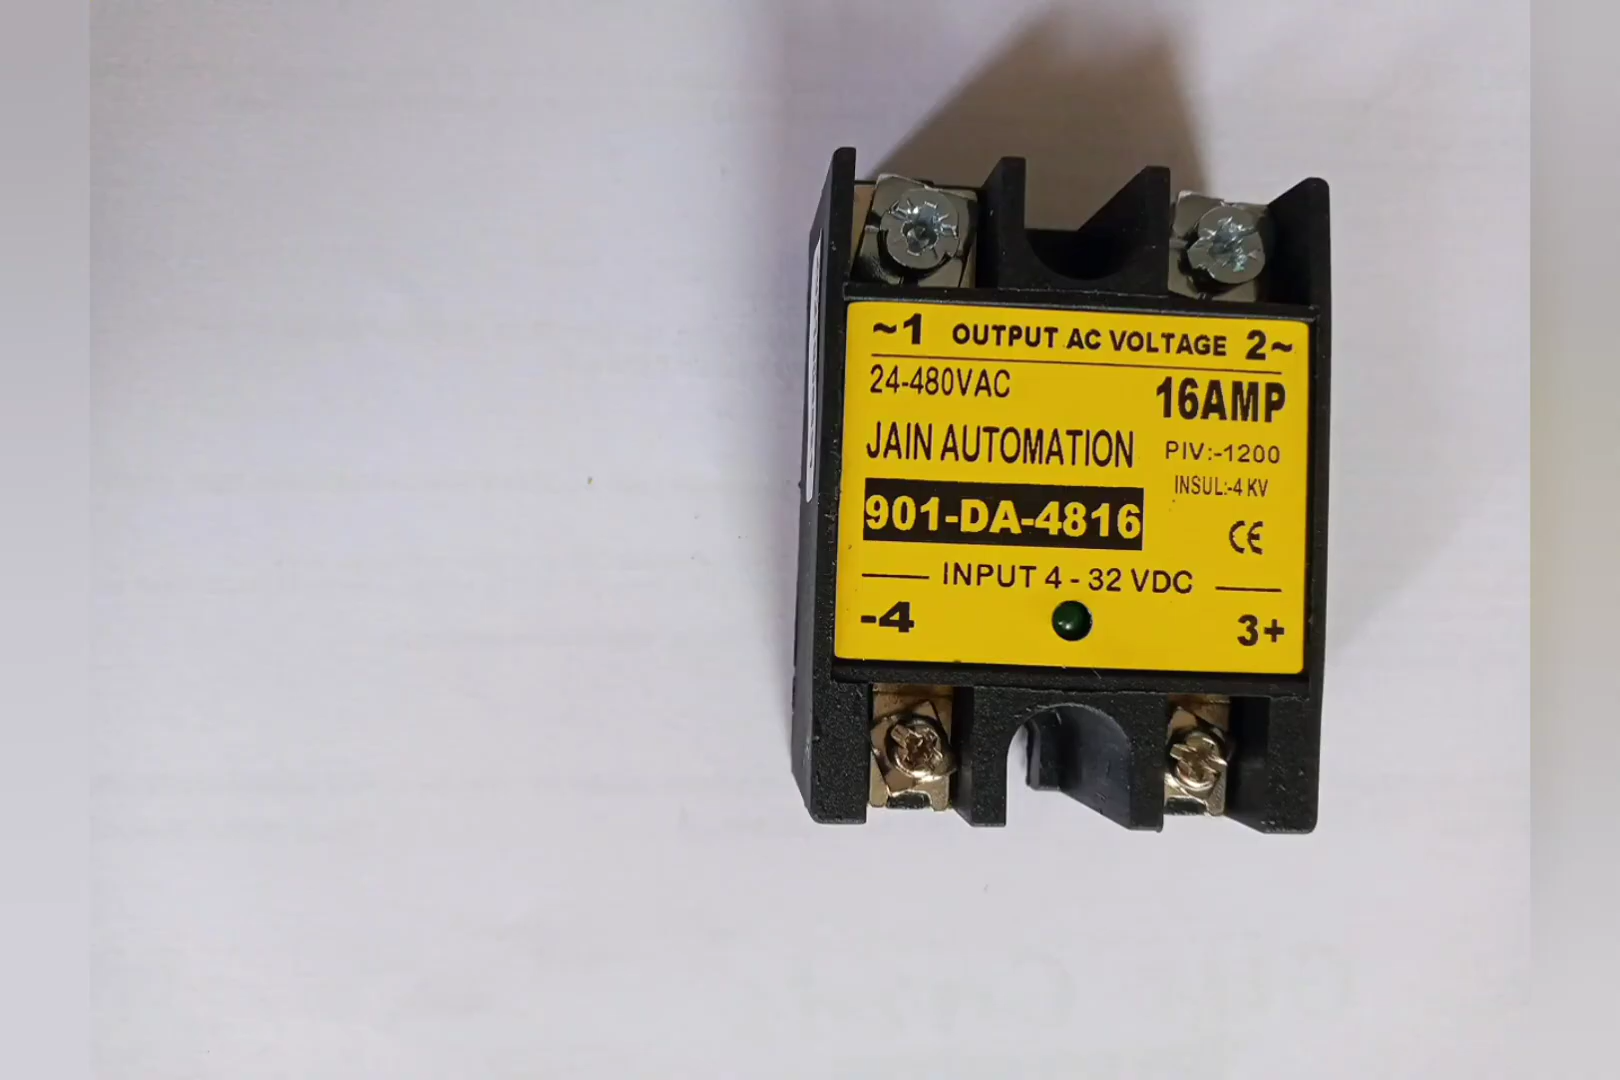 ~1 OUTPUT AC VOLTAGE 2~
24-480VAC
16AMP
JAIN AUTOMATION
PIV:-1200
INSUL:-4 KV
901-DA-4816
CE
INPUT 4 - 32 VDC
-4 3+